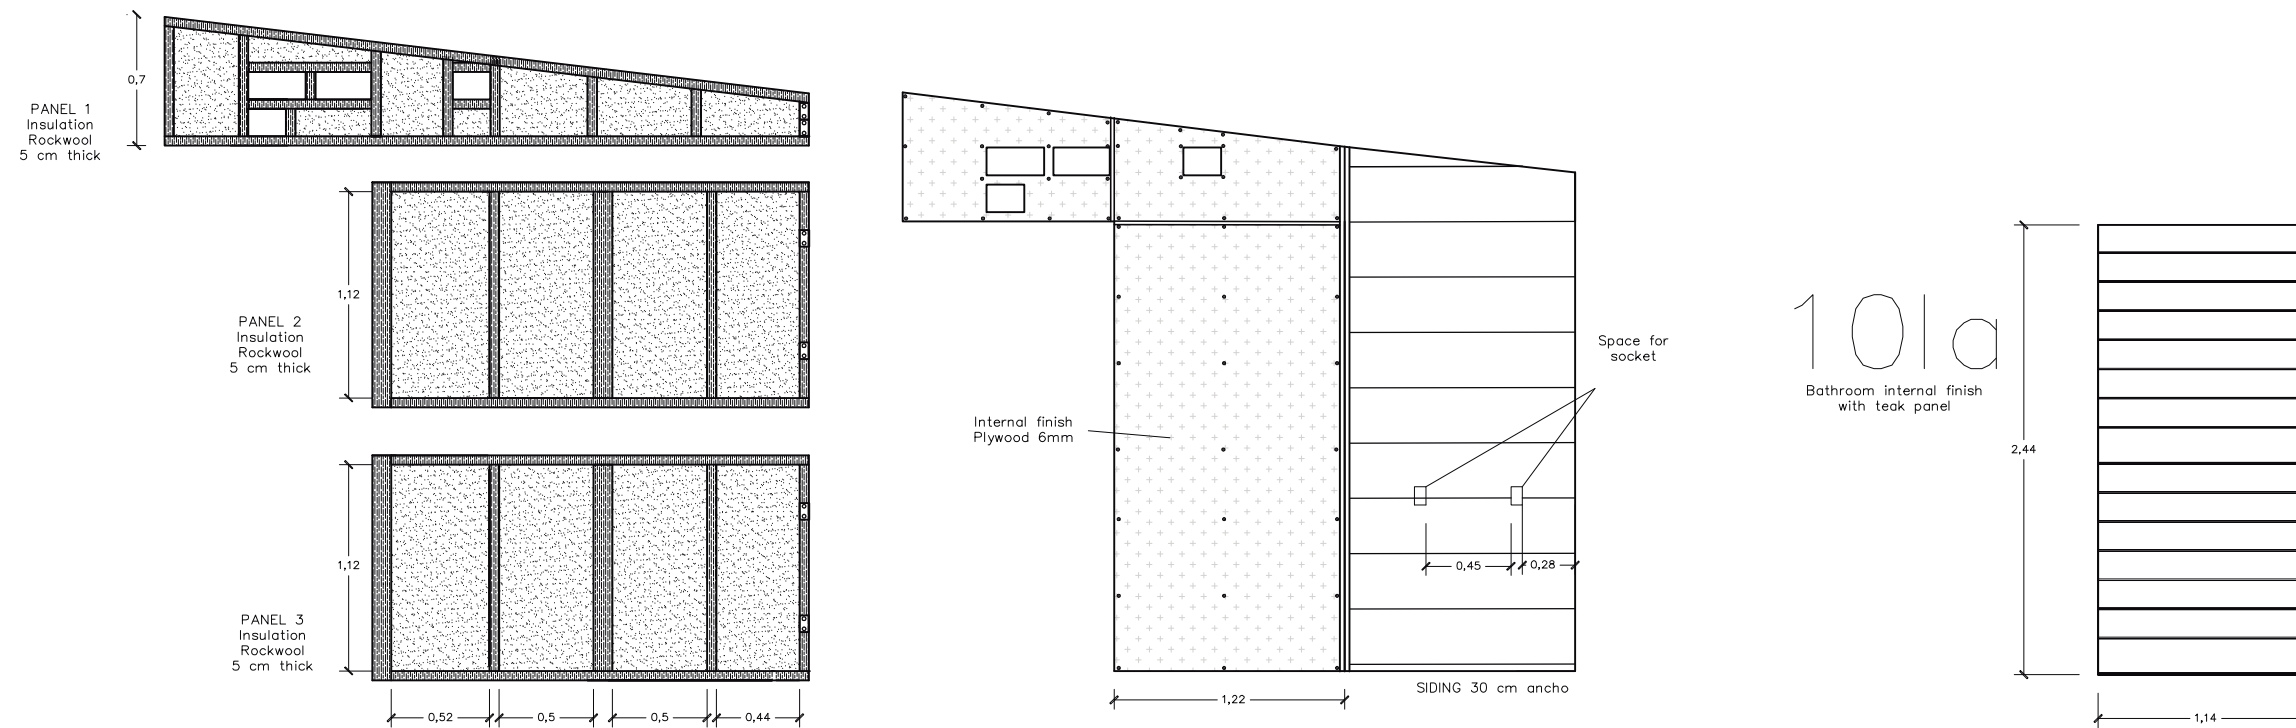 0,7
PANEL 1
Insulation
Rockwool
5 cm thick
1,12
PANEL 2
Insulation
Rockwool
5 cm thick
1,12
PANEL 3
Insulation
Rockwool
5 cm thick
0,52
0,5
0,5
0,44
Internal finish
Plywood 6mm
Space for
socket
0,45
0,28
1,22
SIDING 30 cm ancho
101a
Bathroom internal finish
with teak panel
2,44
1,14